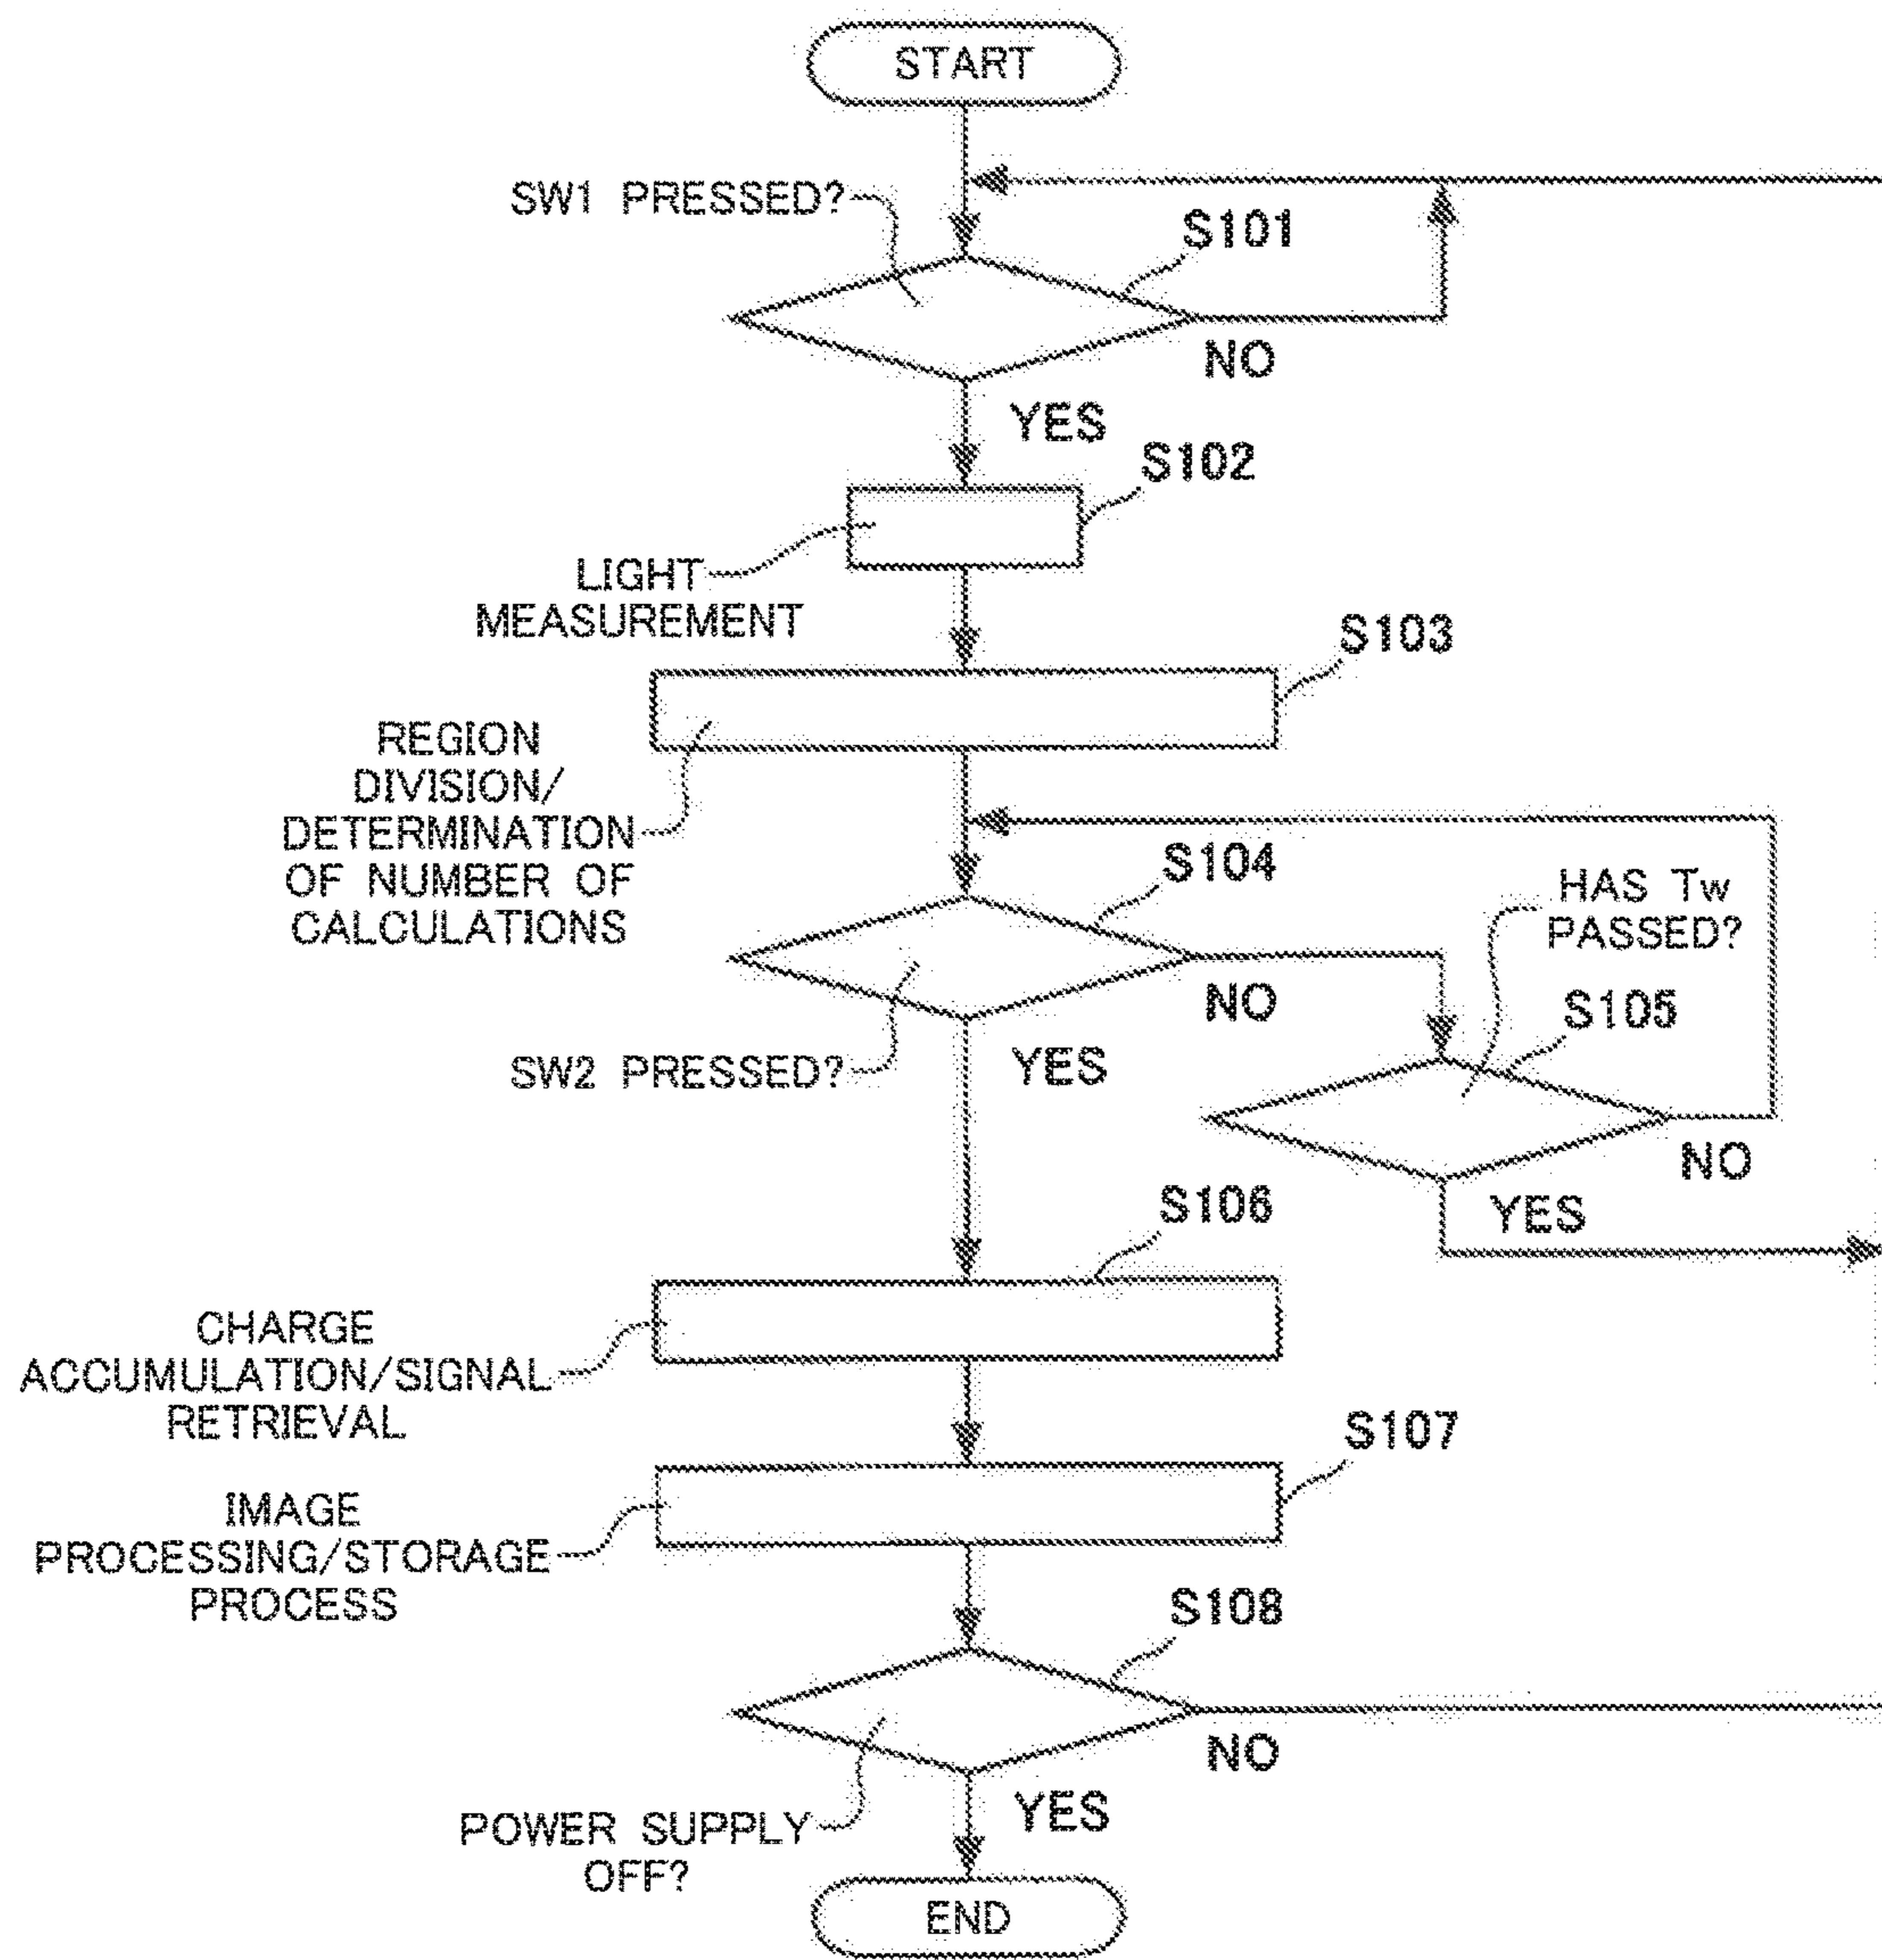 START
SW1 PRESSED?
S101
NO
YES
S102
LIGHT
MEASUREMENT
S103
REGION
DIVISION/
DETERMINATION
OF NUMBER OF
CALCULATIONS
S104
HAS Tw
PASSED?
NO
S105
SW2 PRESSED?
YES
NO
YES
S106
CHARGE
ACCUMULATION/SIGNAL
RETRIEVAL
S107
IMAGE
PROCESSING/STORAGE
PROCESS
S108
NO
YES
POWER SUPPLY
OFF?
END